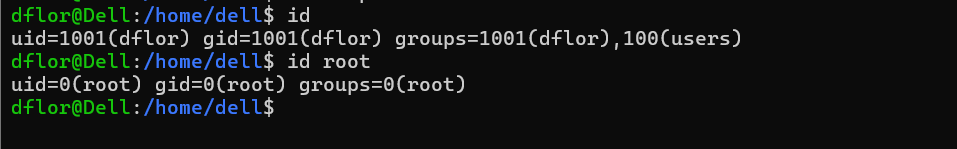 dflor@Dell:/home/dell$ id
uid=1001(dflor) gid=1001(dflor) groups=1001(dflor),100(users)
dflor@Dell:/home/dell$ id root
uid=0(root) gid=0(root) groups=0(root)
dflor@Dell:/home/dell$